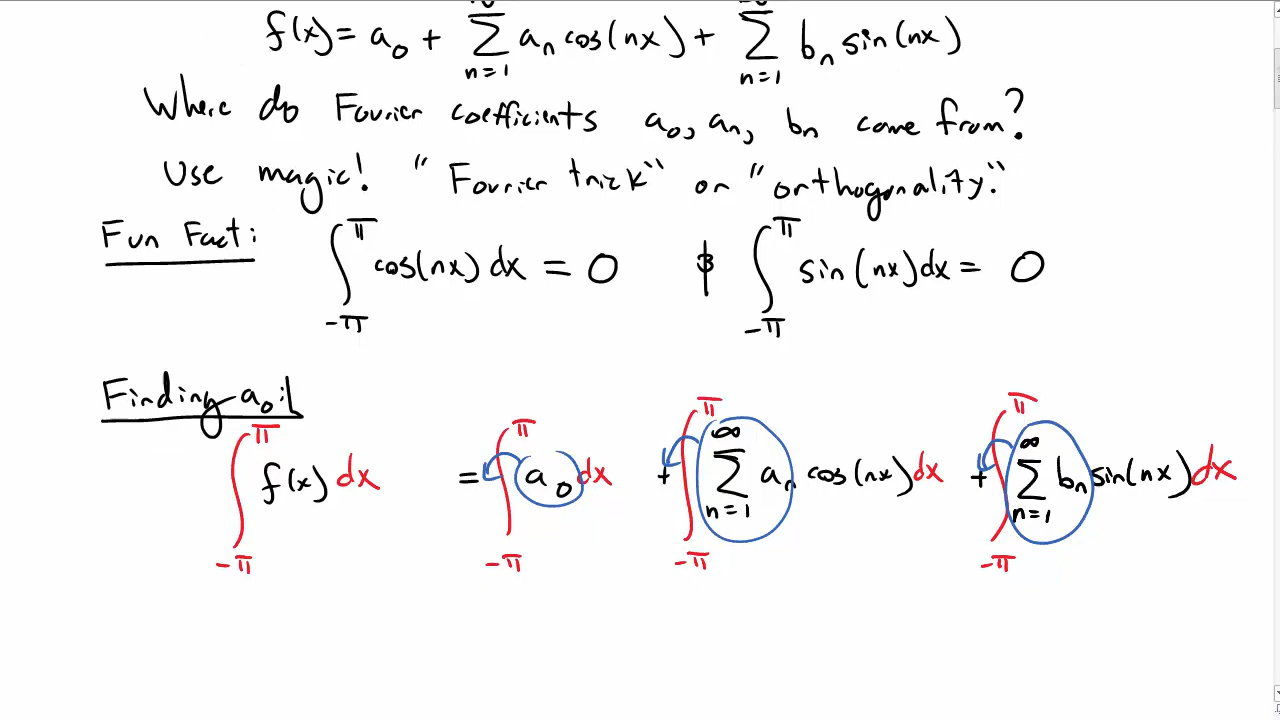 f(x) = a₀ + ∑ₙ₌₁^∞ aₙ cos(nx) + ∑ₙ₌₁^∞ bₙ sin(nx)
Where do Fourier coefficients a₀, aₙ, bₙ come from?
Use magic! "Fourier trick" or "orthogonality."
Fun Fact: ∫_{-π}^{π} cos(nx) dx = 0 & ∫_{-π}^{π} sin(nx) dx = 0
Finding a₀:
∫_{-π}^{π} f(x) dx = ∫_{-π}^{π} a₀ dx + ∫_{-π}^{π} ∑ₙ₌₁^∞ aₙ cos(nx) dx + ∫_{-π}^{π} ∑ₙ₌₁^∞ bₙ sin(nx) dx